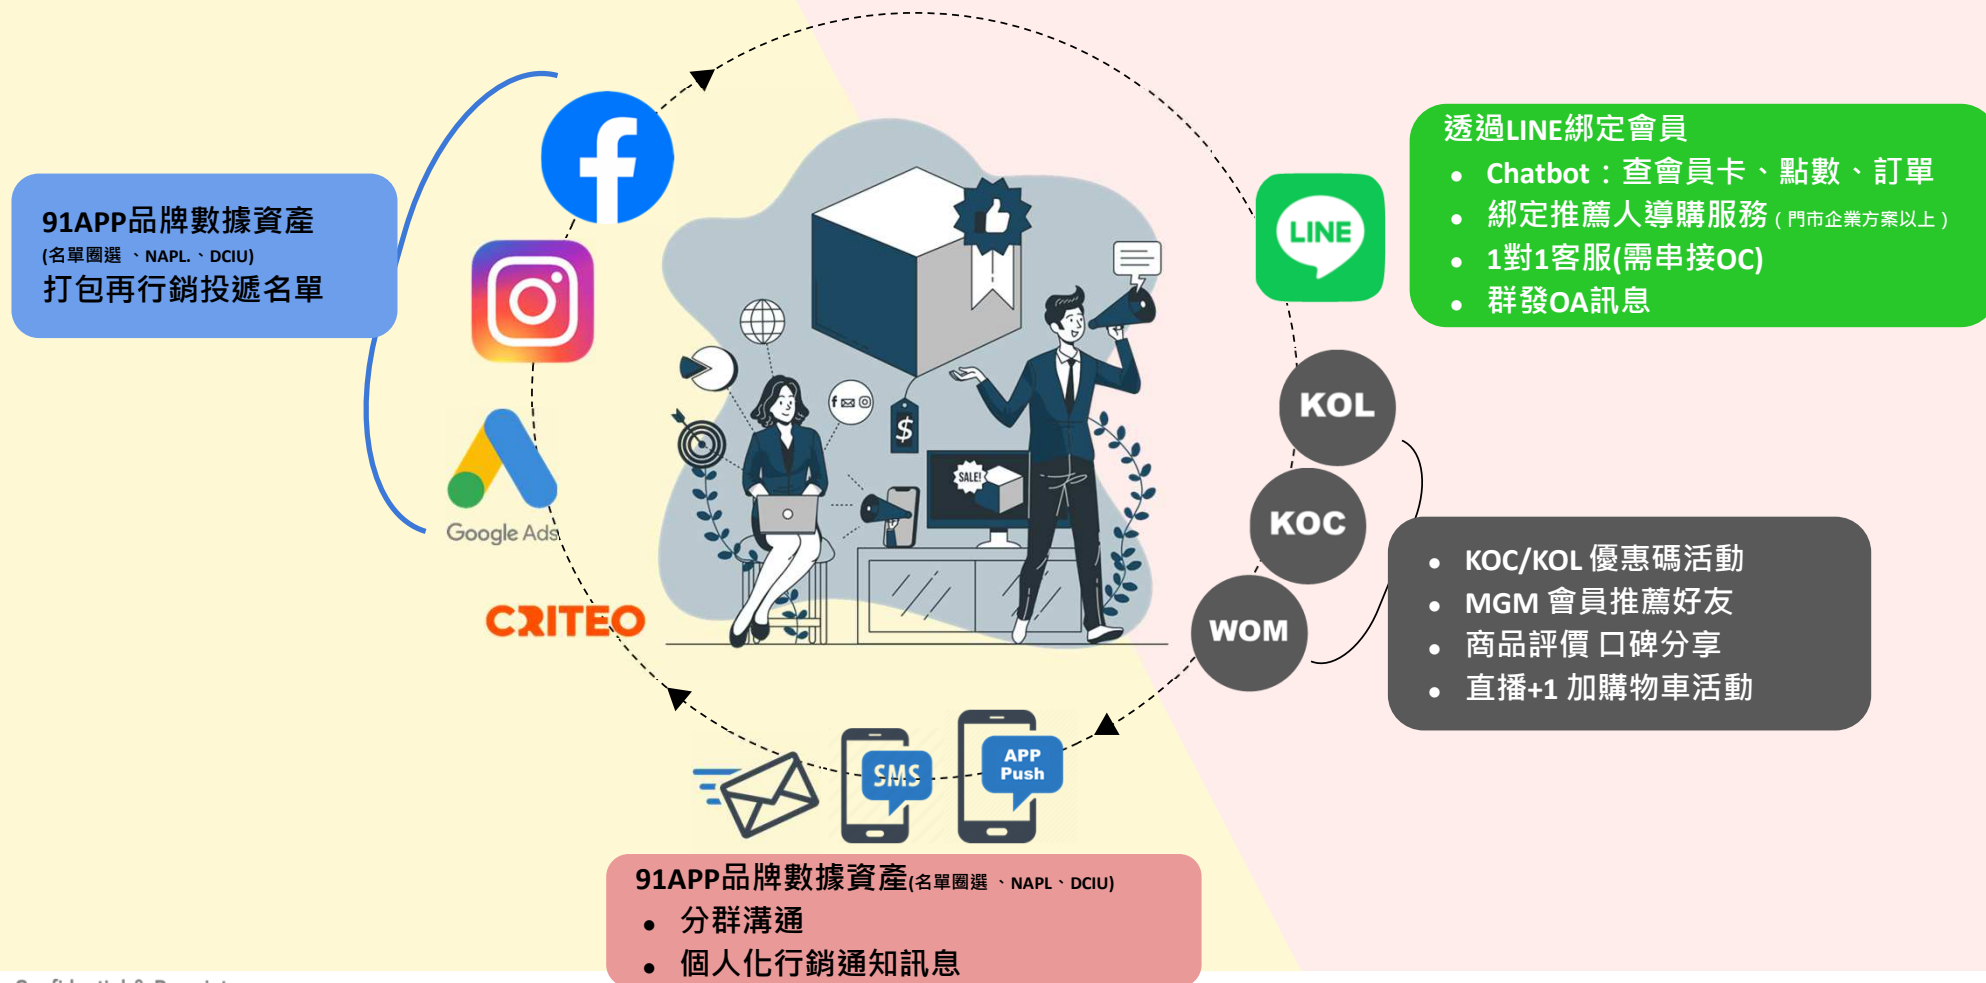 91APP品牌數據資產
(名單圈選 、NAPL.、DCIU)
打包再行銷投遞名單
Google Ads
CRITEO
f
$
SALE!
LINE
透過LINE綁定會員
• Chatbot：查會員卡、點數、訂單
• 綁定推薦人導購服務（門市企業方案以上）
• 1對1客服(需串接OC)
• 群發OA訊息
KOL
KOC
WOM
• KOC/KOL 優惠碼活動
• MGM 會員推薦好友
• 商品評價 口碑分享
• 直播+1 加購物車活動
SMS
APP
Push
91APP品牌數據資產(名單圈選 、NAPL、DCIU)
• 分群溝通
• 個人化行銷通知訊息